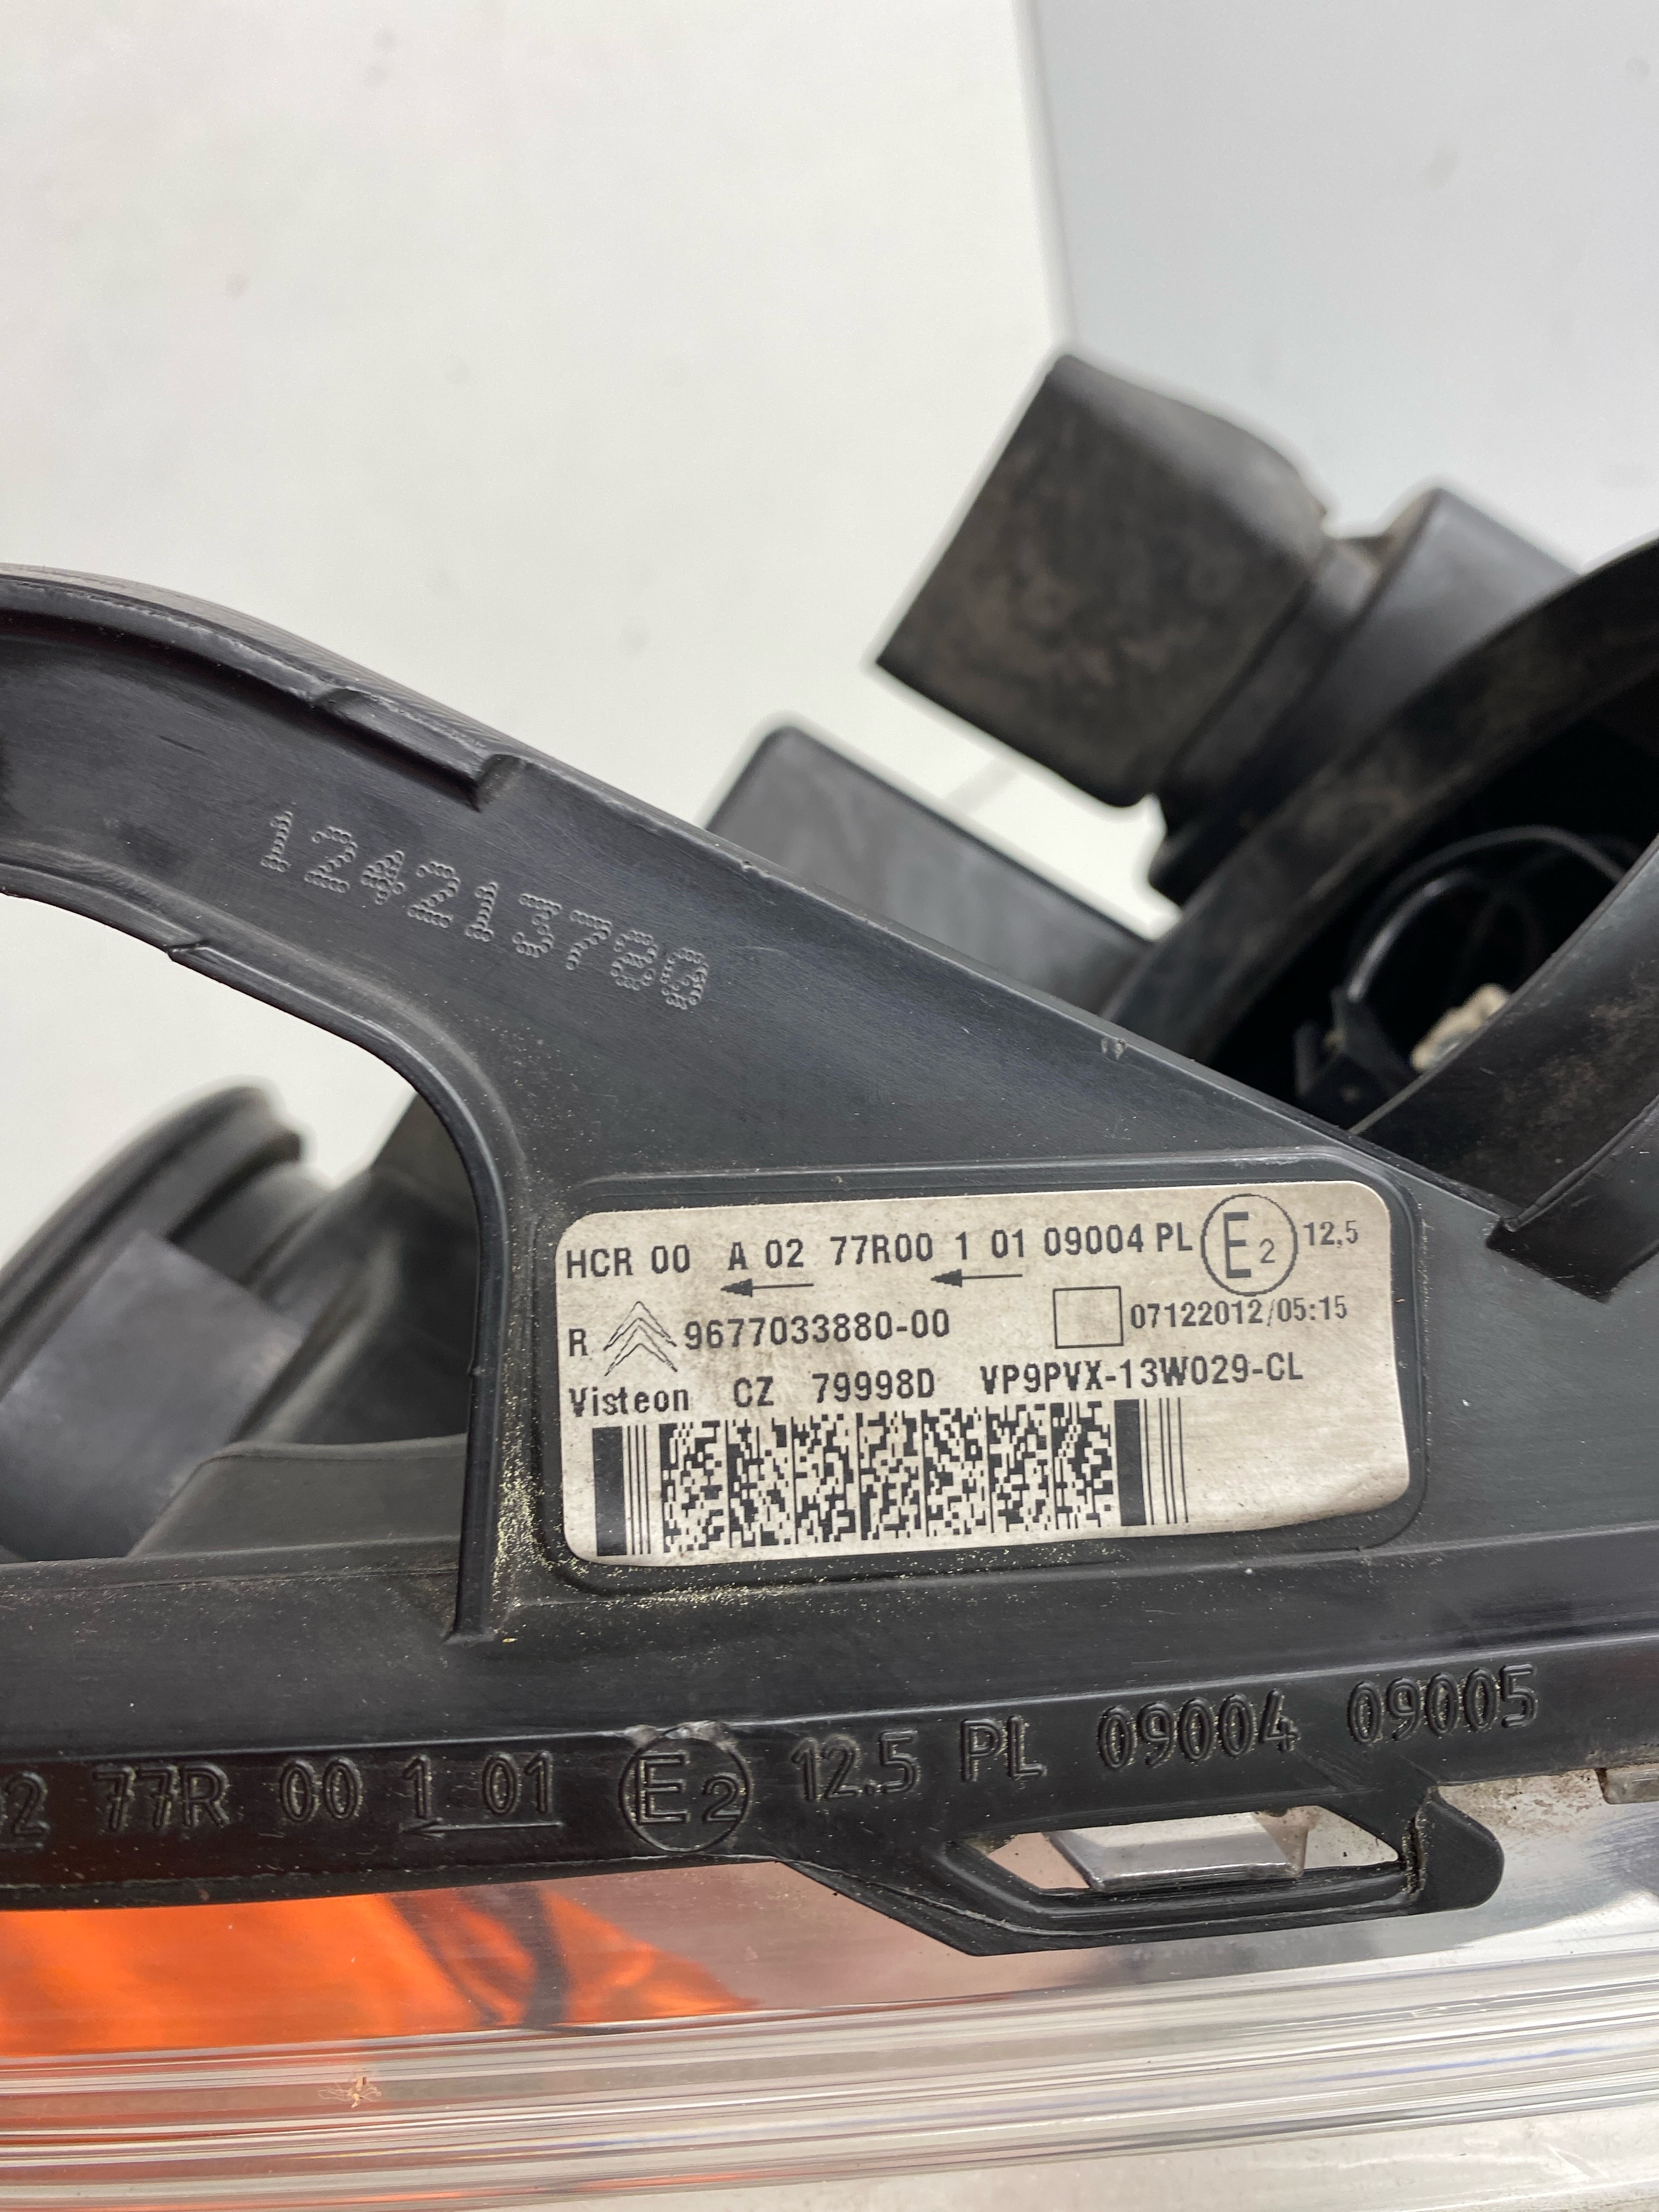 124213780
HCR 00 A 02 77R00 1 01 09004 PL E2 12,5
R 9677033880-00 07122012/05:15
Visteon CZ 79998D VP9PVX-13W029-CL
2 77R 00 1 01 E2 12.5 PL 09004 09005